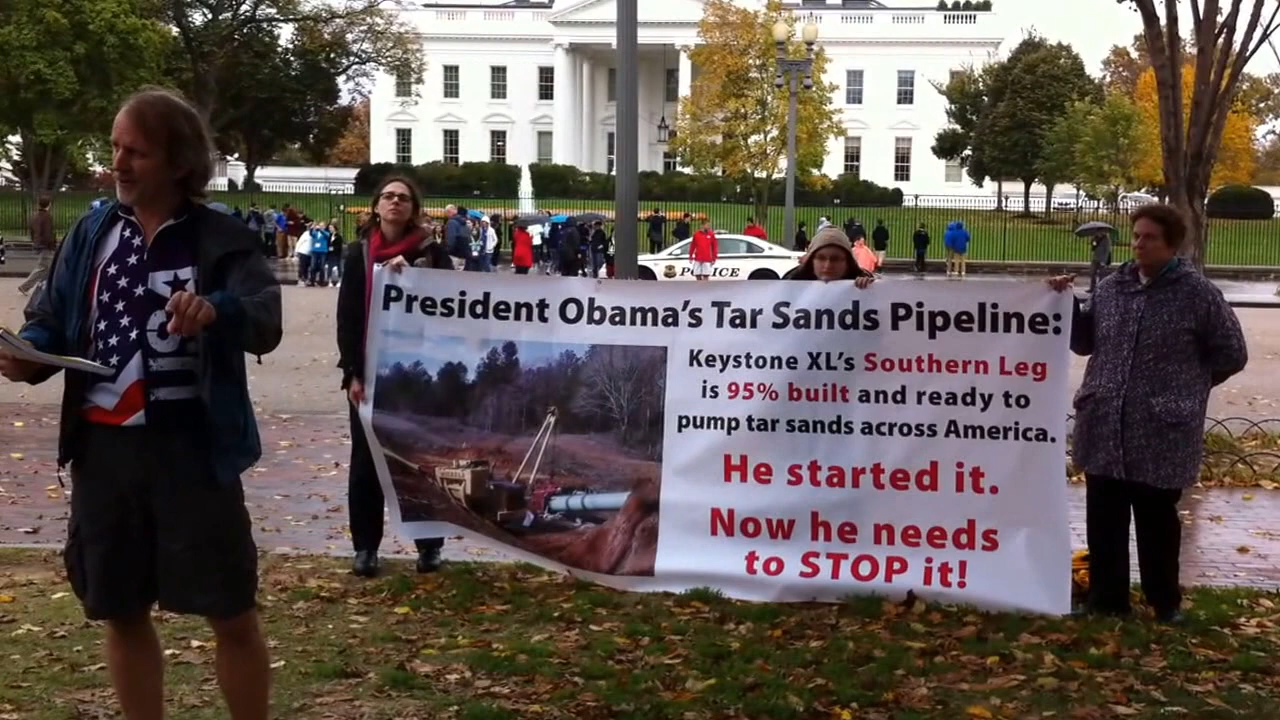 POLICE
President Obama's Tar Sands Pipeline:
Keystone XL's Southern Leg
is 95% built and ready to
pump tar sands across America.
He started it.
Now he needs
to STOP it!